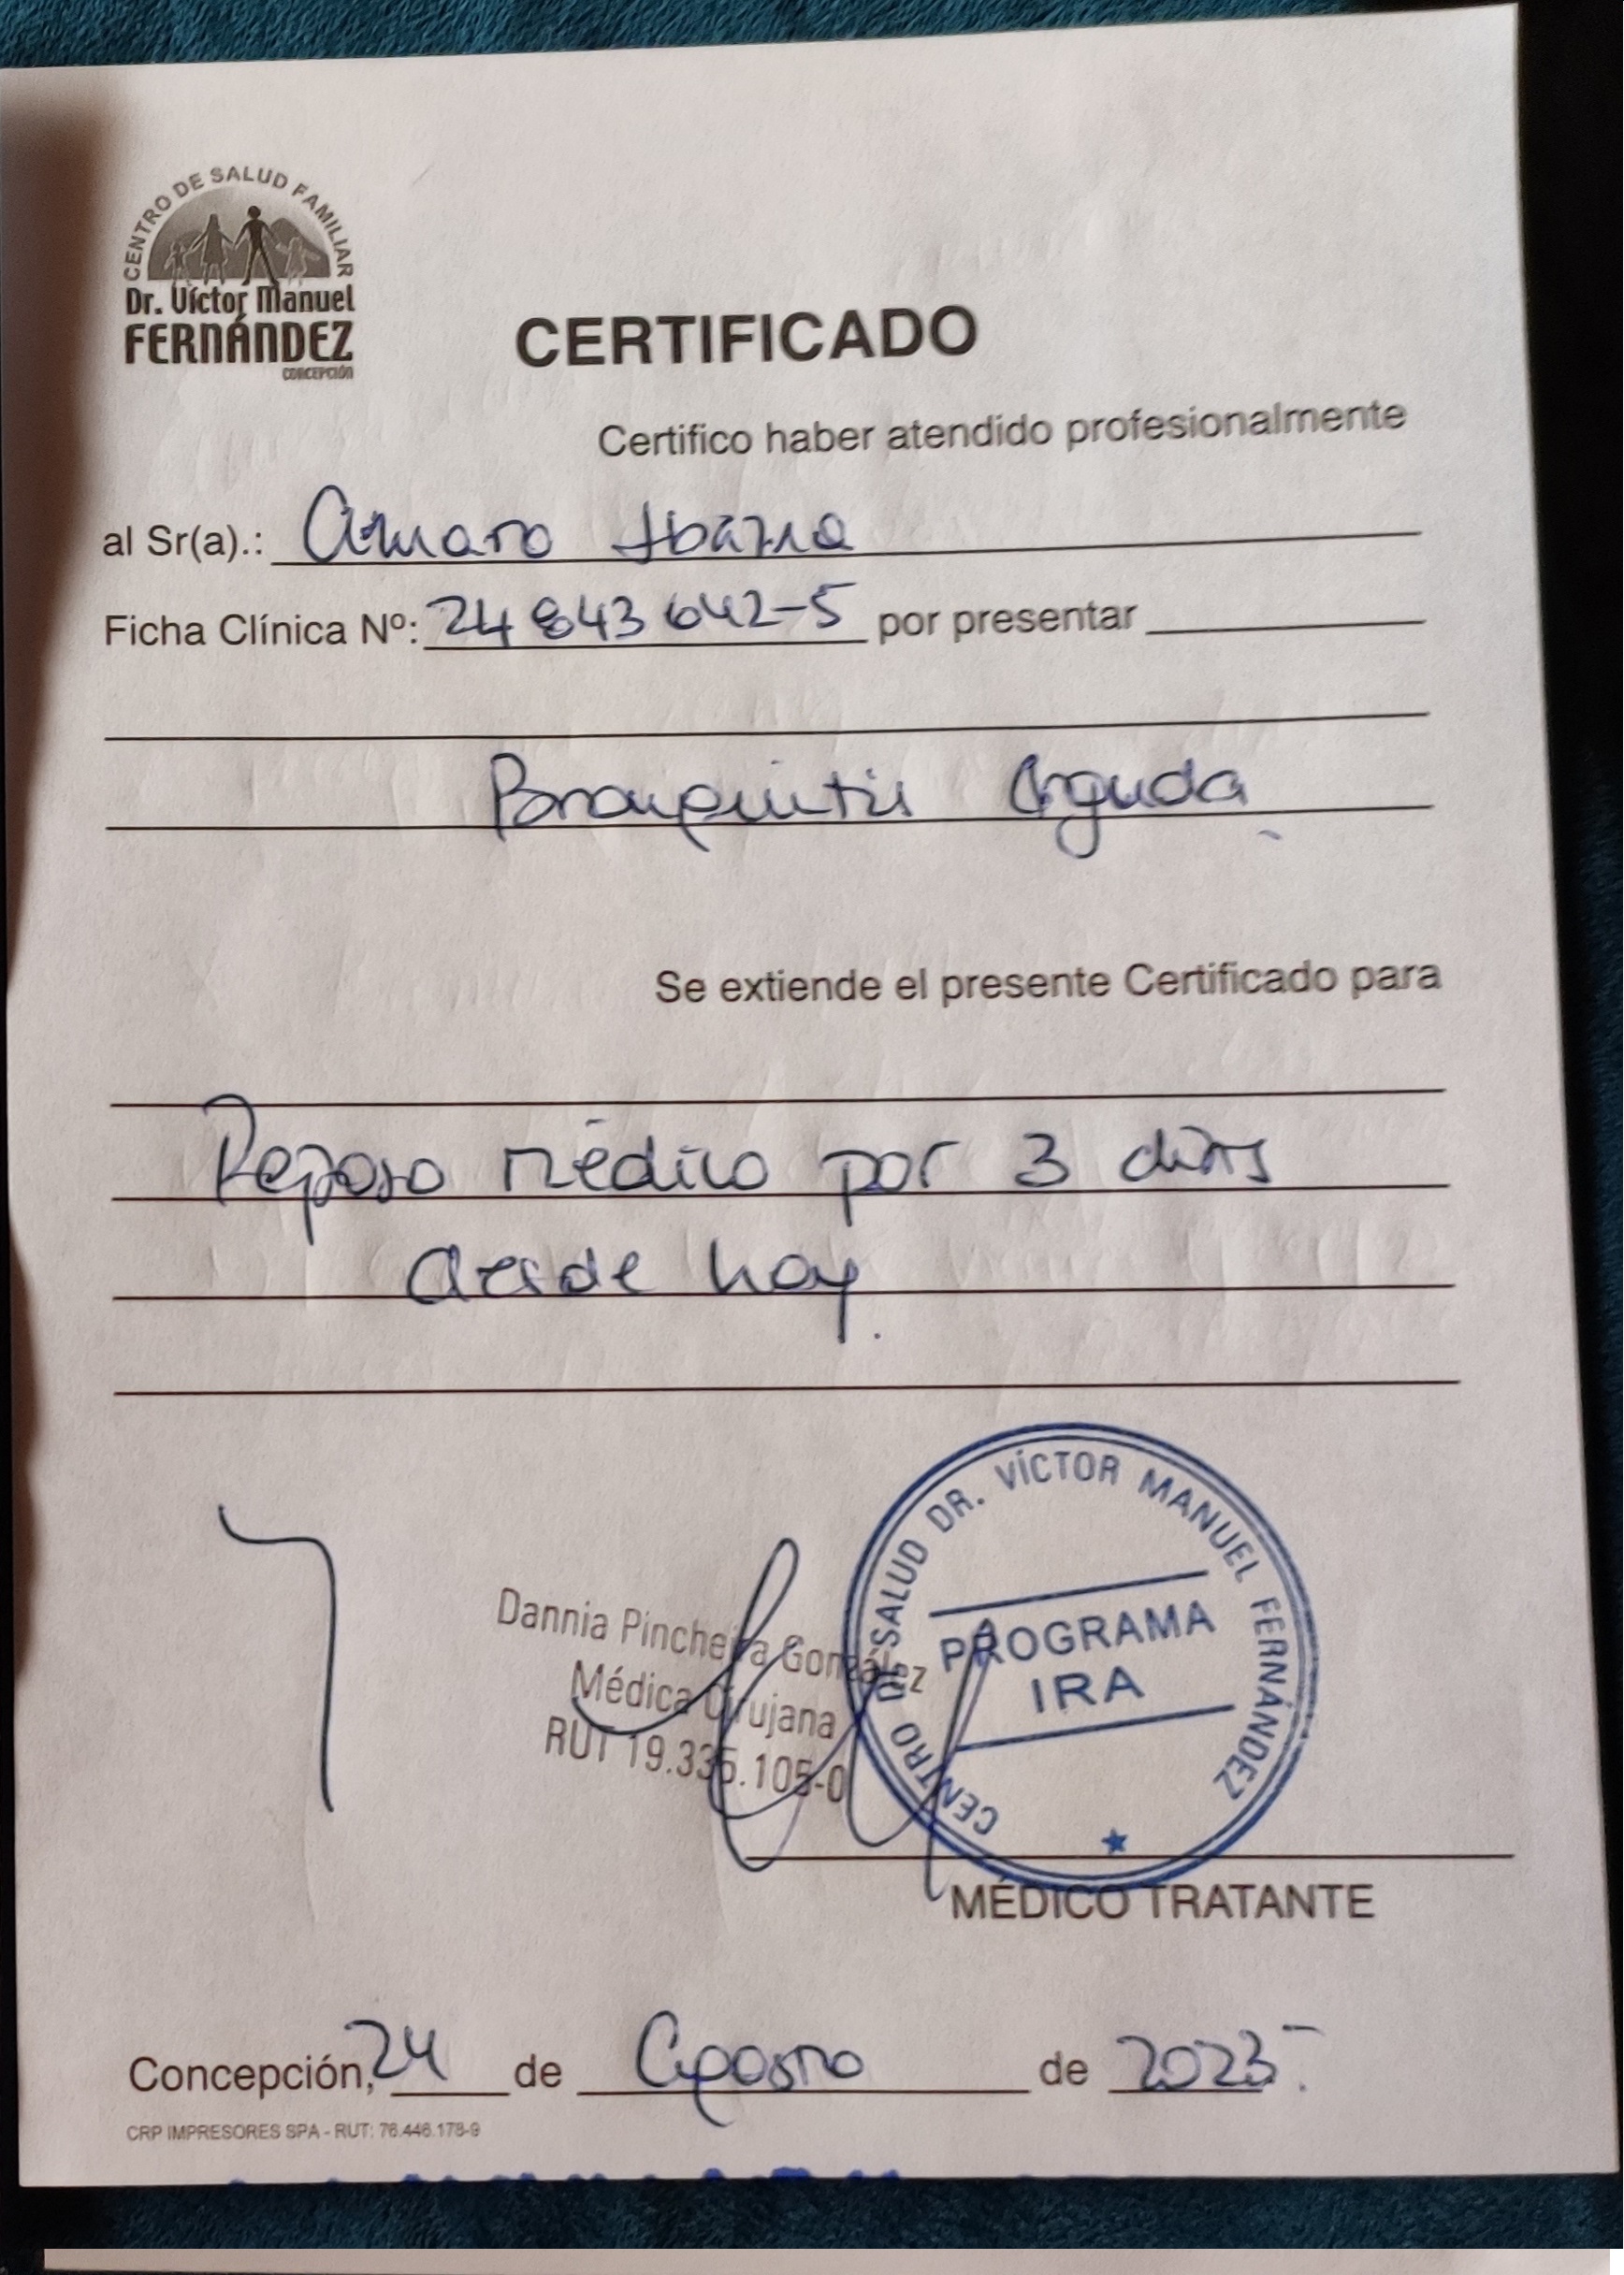 CENTRO DE SALUD FAMILIAR
Dr. Víctor Manuel
FERNÁNDEZ
CONCEPCIÓN
CERTIFICADO
Certifico haber atendido profesionalmente
al Sr(a).: Amaro Ibarra
Ficha Clínica Nº: 24843642-5 por presentar
Bronquitis Aguda
Se extiende el presente Certificado para
Reposo médico por 3 días
desde hoy.
Dannia Pincheira González
Médica Cirujana
RUT 19.335.105-0
CENTRO DE SALUD DR. VÍCTOR MANUEL FERNÁNDEZ
PROGRAMA
IRA
MÉDICO TRATANTE
Concepción, 24 de Agosto de 2023.
CRP IMPRESORES SPA - RUT: 76.446.178-9